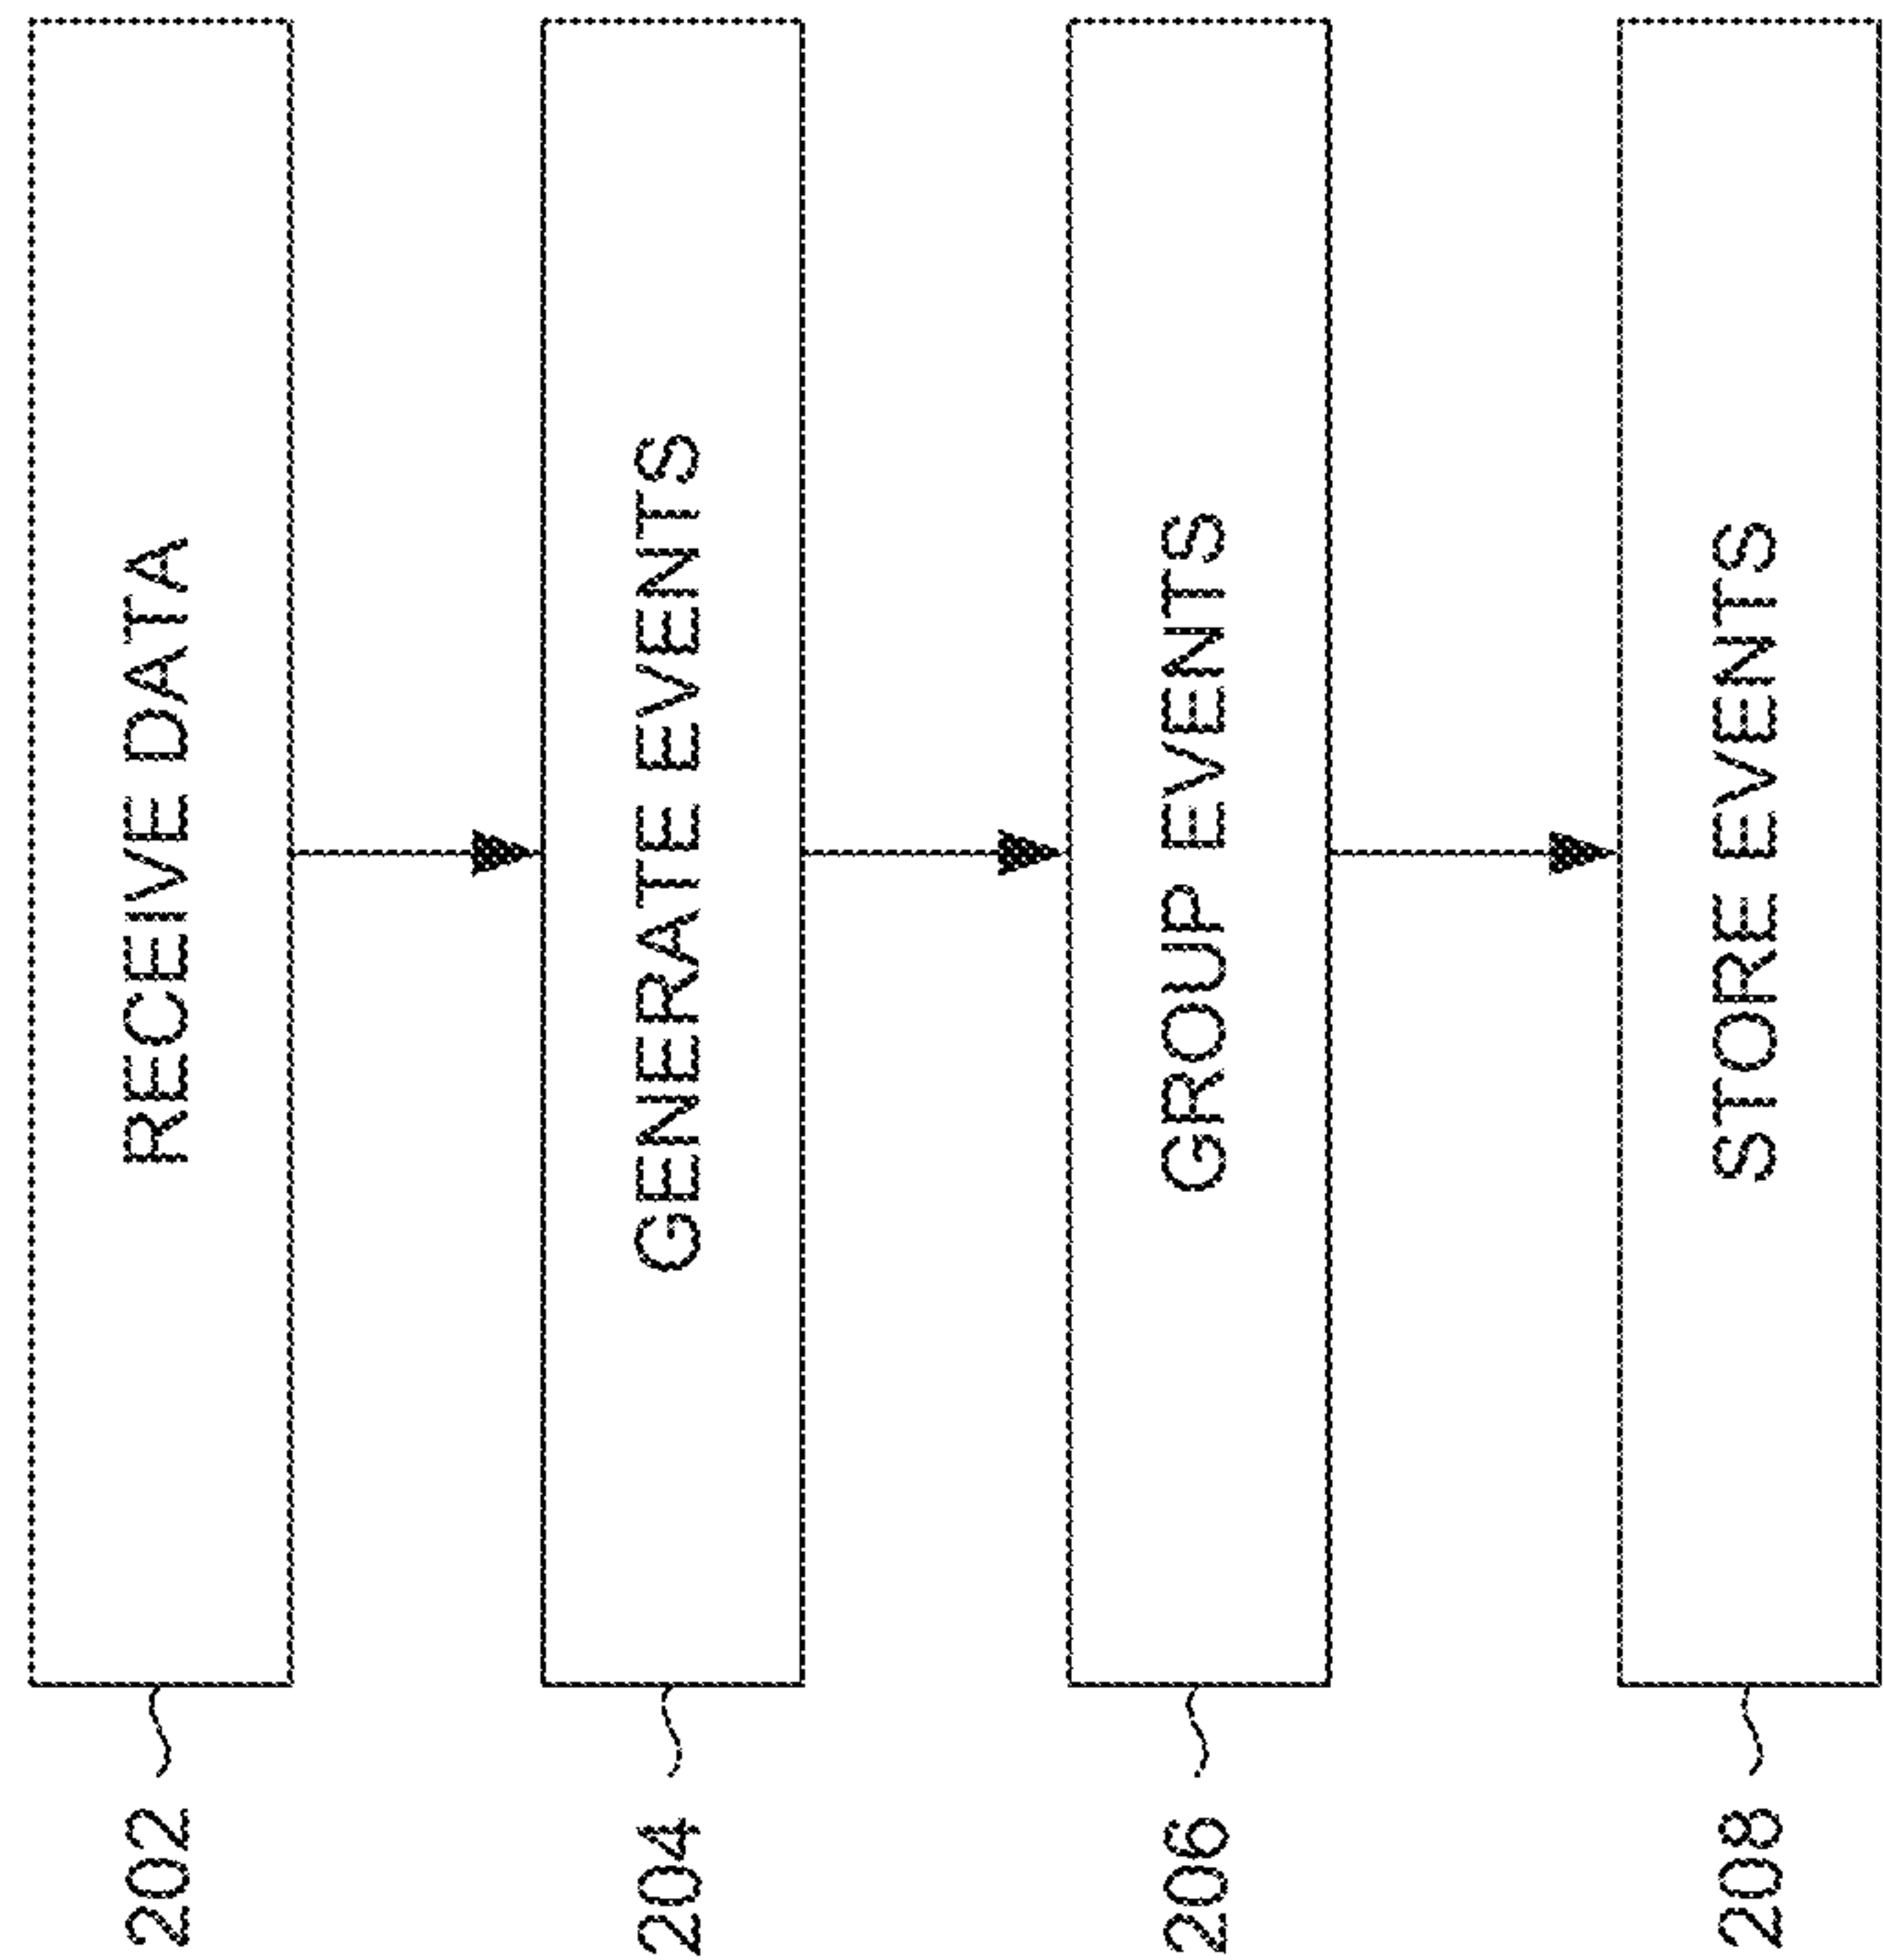 202 RECEIVE DATA
204 GENERATE EVENTS
206 GROUP EVENTS
208 STORE EVENTS